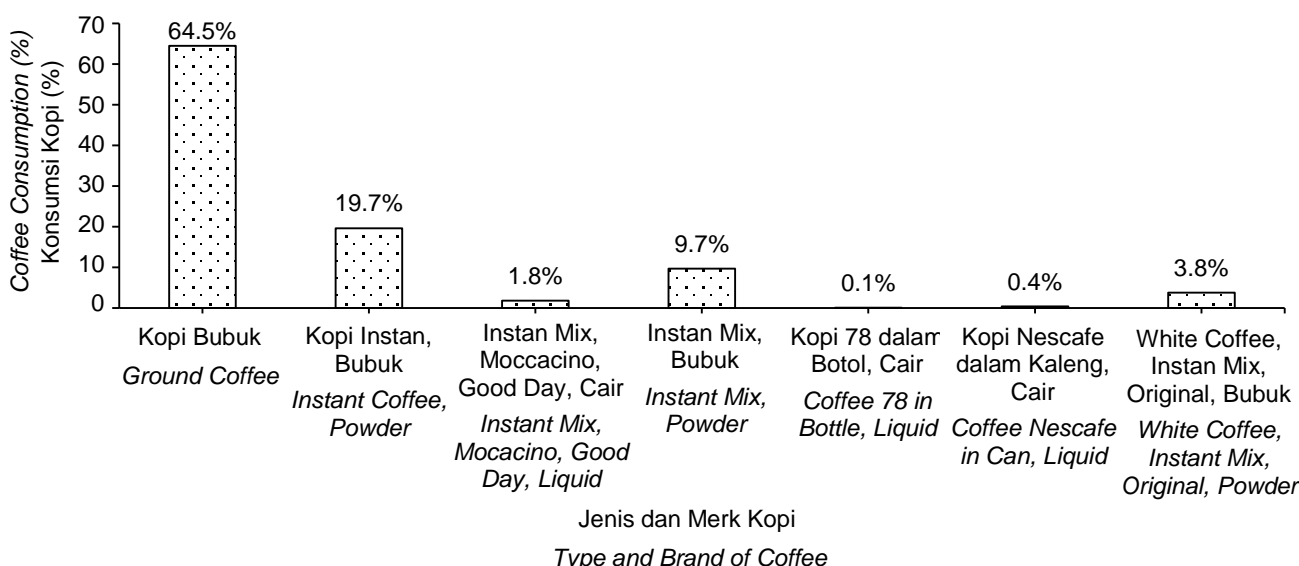 Coffee Consumption (%)
Konsumsi Kopi (%)
70
60
50
40
30
20
10
0
64.5%
19.7%
1.8%
9.7%
0.1%
0.4%
3.8%
Kopi Bubuk
Ground Coffee
Kopi Instan,
Bubuk
Instant Coffee,
Powder
Instan Mix,
Moccacino,
Good Day, Cair
Instant Mix,
Mocacino, Good
Day, Liquid
Instan Mix,
Bubuk
Instant Mix,
Powder
Kopi 78 dalam
Botol, Cair
Coffee 78 in
Bottle, Liquid
Kopi Nescafe
dalam Kaleng,
Cair
Coffee Nescafe
in Can, Liquid
White Coffee,
Instan Mix,
Original, Bubuk
White Coffee,
Instant Mix,
Original, Powder
Jenis dan Merk Kopi
Type and Brand of Coffee